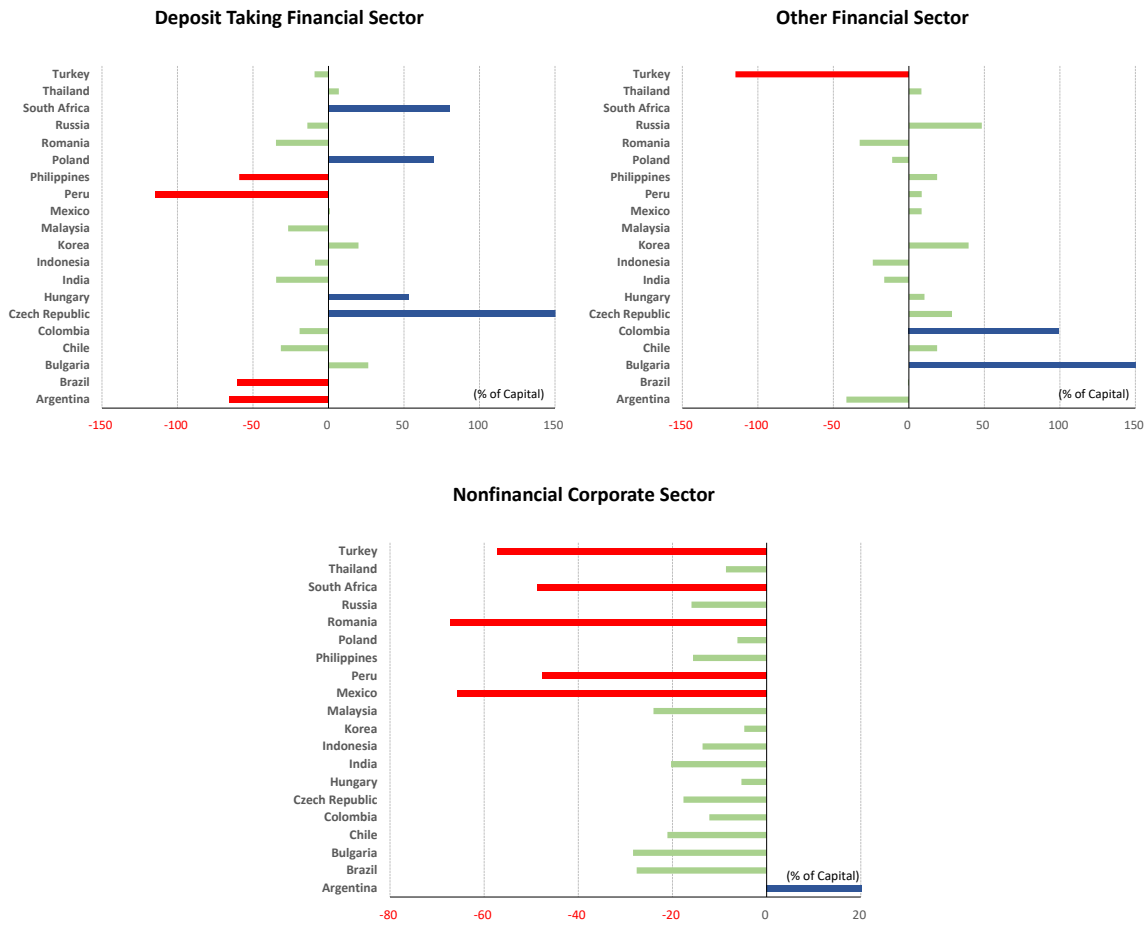 Deposit Taking Financial Sector
Turkey
Thailand
South Africa
Russia
Romania
Poland
Philippines
Peru
Mexico
Malaysia
Korea
Indonesia
India
Hungary
Czech Republic
Colombia
Chile
Bulgaria
Brazil
Argentina
(% of Capital)
-150 -100 -50 0 50 100 150
Other Financial Sector
Turkey
Thailand
South Africa
Russia
Romania
Poland
Philippines
Peru
Mexico
Malaysia
Korea
Indonesia
India
Hungary
Czech Republic
Colombia
Chile
Bulgaria
Brazil
Argentina
(% of Capital)
-150 -100 -50 0 50 100 150
Nonfinancial Corporate Sector
Turkey
Thailand
South Africa
Russia
Romania
Poland
Philippines
Peru
Mexico
Malaysia
Korea
Indonesia
India
Hungary
Czech Republic
Colombia
Chile
Bulgaria
Brazil
Argentina
(% of Capital)
-80 -60 -40 -20 0 20